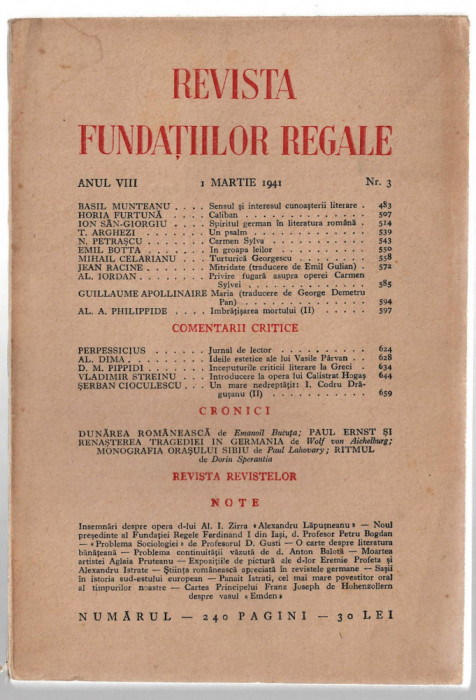 REVISTA
FUNDAȚIILOR REGALE
ANUL VIII 1 MARTIE 1941 Nr. 3
BASIL MUNTEANU . . . . Sensul și interesul cunoașterii literare . 483
HORIA FURTUNĂ . . . . Caliban . . . . . . . . . . . . . . . 507
ION SÂN-GIORGIU . . . . Spiritul german în literatura română . 514
T. ARGHEZI . . . . . . Un psalm . . . . . . . . . . . . . . 539
N. PETRAȘCU . . . . . . Carmen Sylva . . . . . . . . . . . . 543
EMIL BOTTA . . . . . . In groapa leilor . . . . . . . . . . . 550
MIHAIL CELARIANU . . . Turturică Georgescu . . . . . . . . . 558
JEAN RACINE . . . . . . Mitridate (traducere de Emil Gulian) . 572
AL. IORDAN . . . . . . . Privire fugară asupra operei Carmen
Sylvei . . . . . . . . . . . . . 585
GUILLAUME APOLLINAIRE Maria (traducere de George Demetru
Pan) . . . . . . . . . . . . . . 594
AL. A. PHILIPPIDE . . . . Imbrățișarea mortului (II) . . . . . . 597
COMENTARII CRITICE
PERPESSICIUS . . . . . . Jurnal de lector . . . . . . . . . . . 624
AL. DIMA . . . . . . . . Ideile estetice ale lui Vasile Pârvan . . 628
D. M. PIPPIDI . . . . . . Inceputurile criticii literare la Greci . 634
VLADIMIR STREINU . . . Introducere la opera lui Calistrat Hogaș 644
ȘERBAN CIOCULESCU . . Un mare nedreptățit: I. Codru Dră-
gușanu (II) . . . . . . . . . . . 659
CRONICI
DUNĂREA ROMÂNEASCĂ de Emanoil Bucuța; PAUL ERNST ȘI
RENAȘTEREA TRAGEDIEI IN GERMANIA de Wolf von Aichelburg;
MONOGRAFIA ORAȘULUI SIBIU de Paul Lahovary; RITMUL
de Dorin Speranția
REVISTA REVISTELOR
NOTE
Insemnări despre opera d-lui Al. I. Zirra «Alexandru Lăpușneanu» — Noul
președinte al Fundației Regele Ferdinand I din Iași, d. Profesor Petru Bogdan
— «Problema Sociologiei» de Profesorul D. Gusti — O carte despre literatura
bănățeană — Problema continuității văzută de d. Anton Balotă — Moartea
artistei Aglaia Pruteanu — Expozițiile de pictură ale d-lor Eremie Profeta și
Alexandru Istrate — Știința românească apreciată în revistele germane — Sașii
în istoria sud-estului european — Panait Istrati, cel mai povestitor oral
al timpurilor noastre — Cartea Principelui Franz Joseph de Hohenzollern
despre vasul «Emden»
NUMĂRUL — 240 PAGINI — 30 LEI